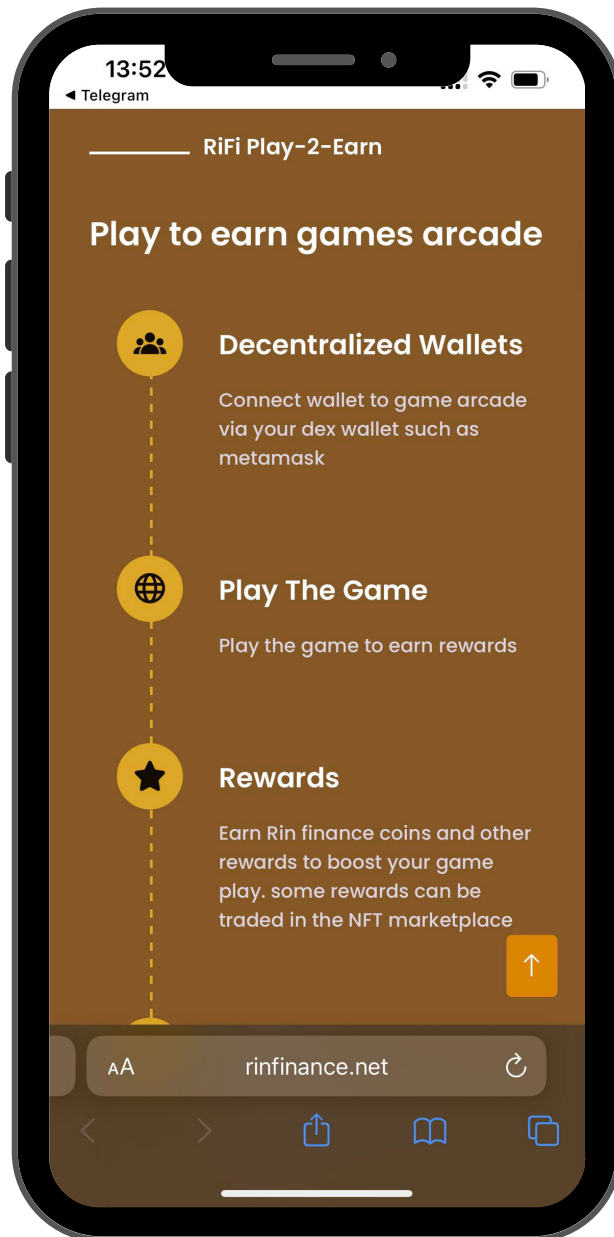 13:52
◀ Telegram
RiFi Play-2-Earn
Play to earn games arcade
Decentralized Wallets
Connect wallet to game arcade
via your dex wallet such as
metamask
Play The Game
Play the game to earn rewards
Rewards
Earn Rin finance coins and other
rewards to boost your game
play. some rewards can be
traded in the NFT marketplace
AA rinfinance.net